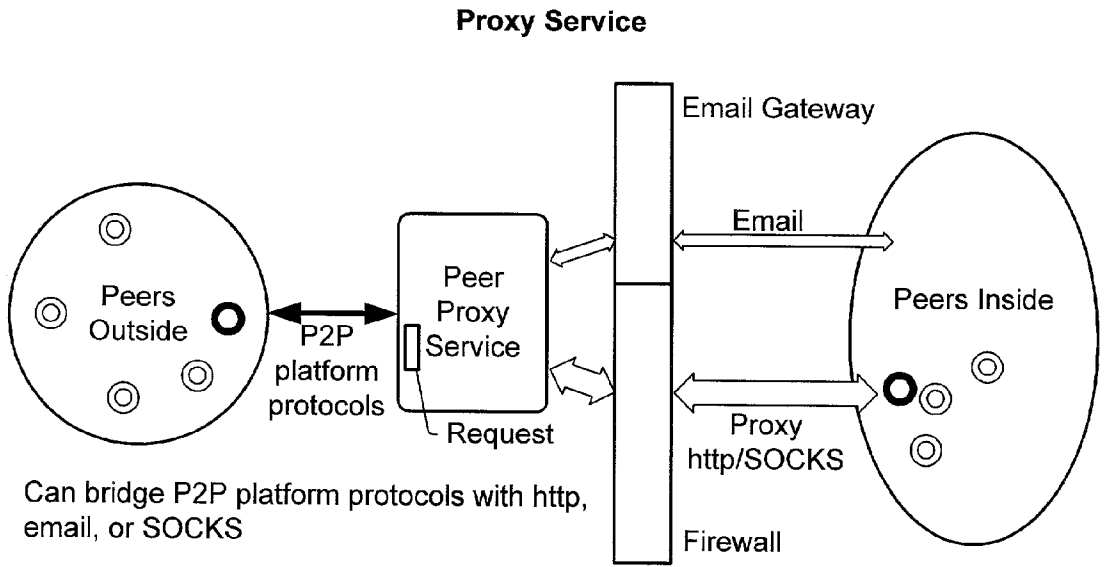 Proxy Service
Email Gateway
Email
Peers
Outside
P2P
platform
protocols
Peer
Proxy
Service
Request
Peers Inside
Proxy
http/SOCKS
Can bridge P2P platform protocols with http,
email, or SOCKS
Firewall